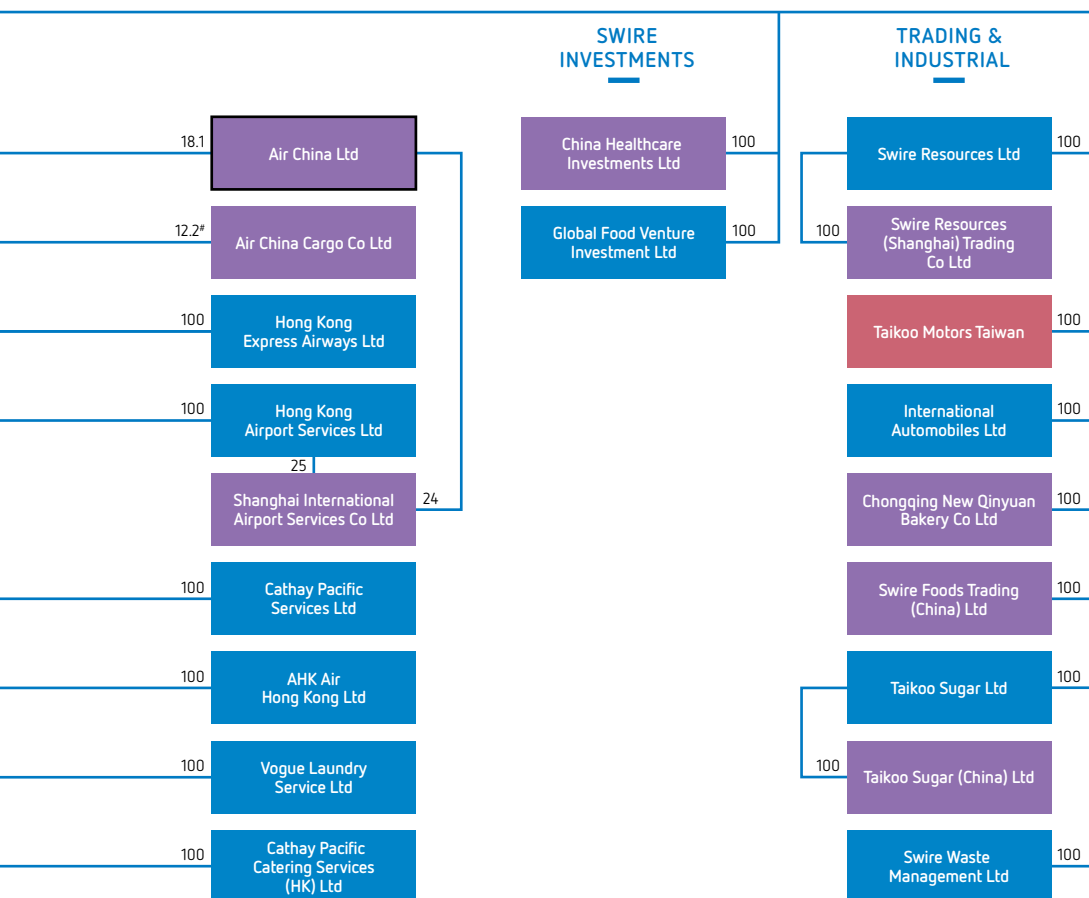 SWIRE
INVESTMENTS
TRADING &
INDUSTRIAL
18.1
Air China Ltd
12.2#
Air China Cargo Co Ltd
100
Hong Kong
Express Airways Ltd
100
Hong Kong
Airport Services Ltd
25
Shanghai International
Airport Services Co Ltd
24
100
Cathay Pacific
Services Ltd
100
AHK Air
Hong Kong Ltd
100
Vogue Laundry
Service Ltd
100
Cathay Pacific
Catering Services
(HK) Ltd
China Healthcare
Investments Ltd
100
Global Food Venture
Investment Ltd
100
Swire Resources Ltd
100
100
Swire Resources
(Shanghai) Trading
Co Ltd
Taikoo Motors Taiwan
100
International
Automobiles Ltd
100
Chongqing New Qinyuan
Bakery Co Ltd
100
Swire Foods Trading
(China) Ltd
100
Taikoo Sugar Ltd
100
100
Taikoo Sugar (China) Ltd
Swire Waste
Management Ltd
100